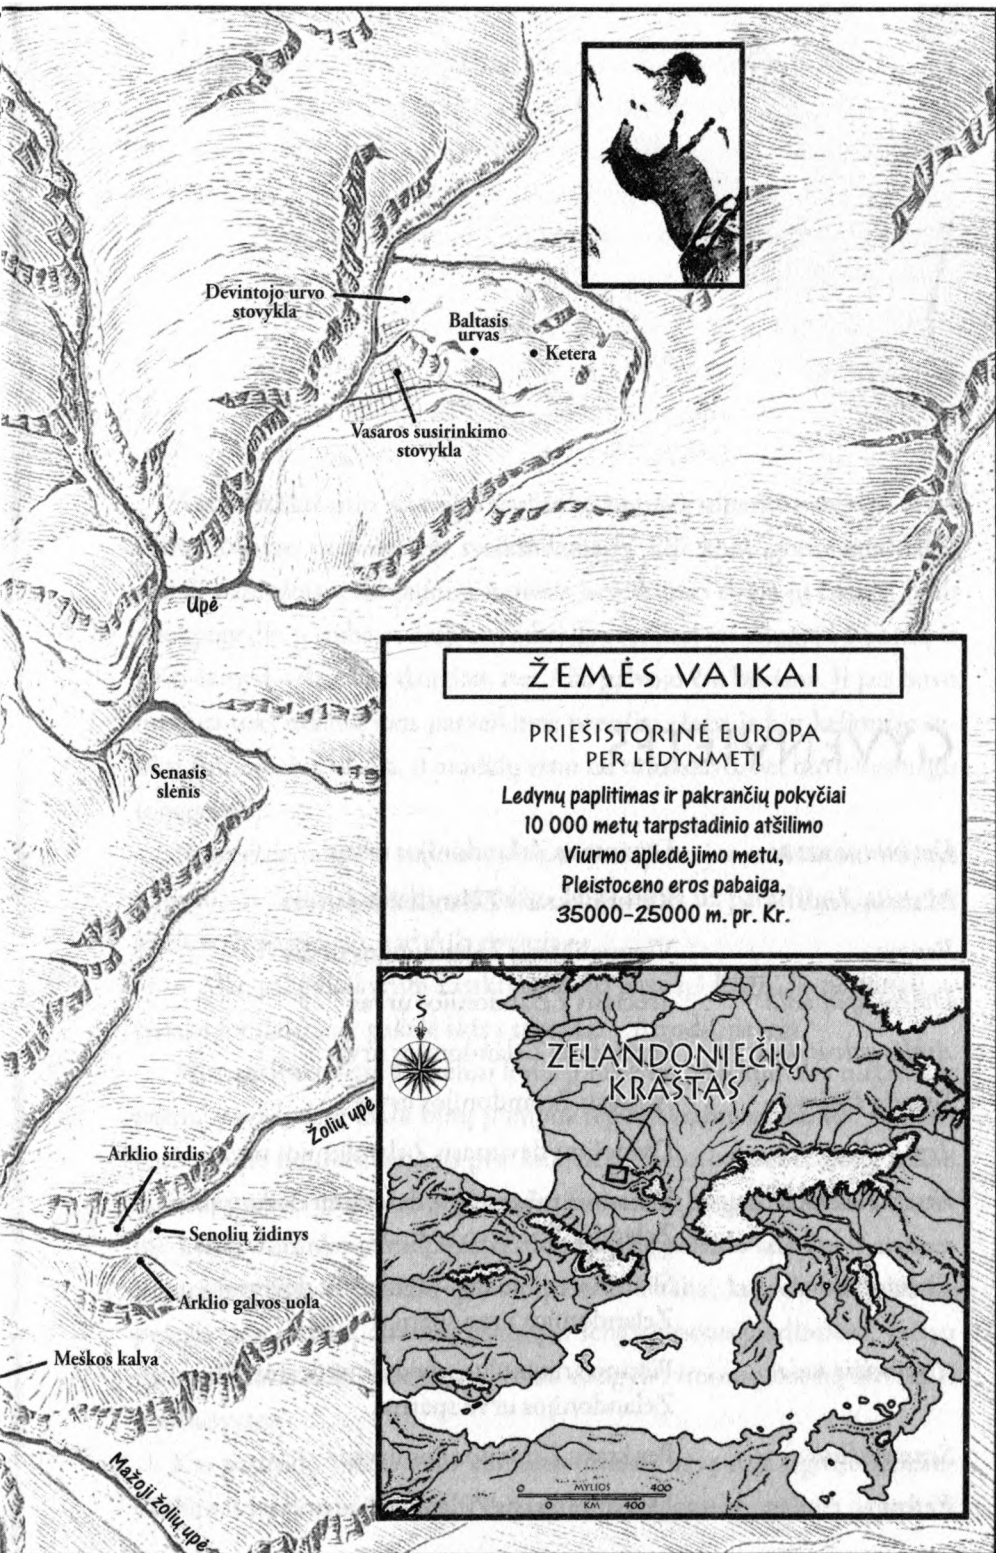 Devintojo urvo
stovykla
Baltasis
urvas
Ketera
Vasaros susirinkimo
stovykla
Upė
ŽEMĖS VAIKAI
PRIEŠISTORINĖ EUROPA
PER LEDYNMETĮ
Ledynų paplitimas ir pakrančių pokyčiai
10 000 metų tarpstadinio atšilimo
Viurmo apledėjimo metu,
Pleistoceno eros pabaiga,
35000-25000 m. pr. Kr.
Senasis
slėnis
Š
ZELANDONIEČIŲ
KRAŠTAS
Žolių upė
Arklio širdis
Senolių židinys
Arklio galvos uola
Meškos kalva
Mažoji žolių upė
0 MYLIOS 400
0 KM 400